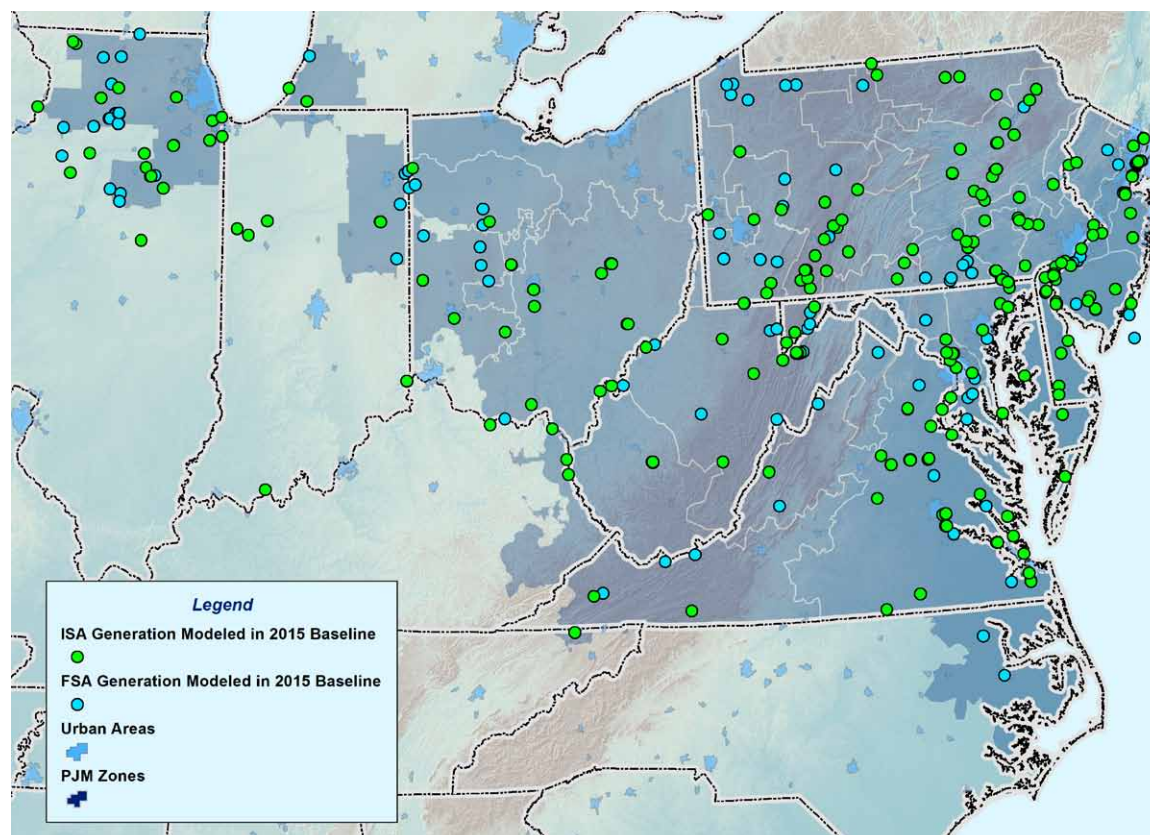 Legend
ISA Generation Modeled in 2015 Baseline
FSA Generation Modeled in 2015 Baseline
Urban Areas
PJM Zones